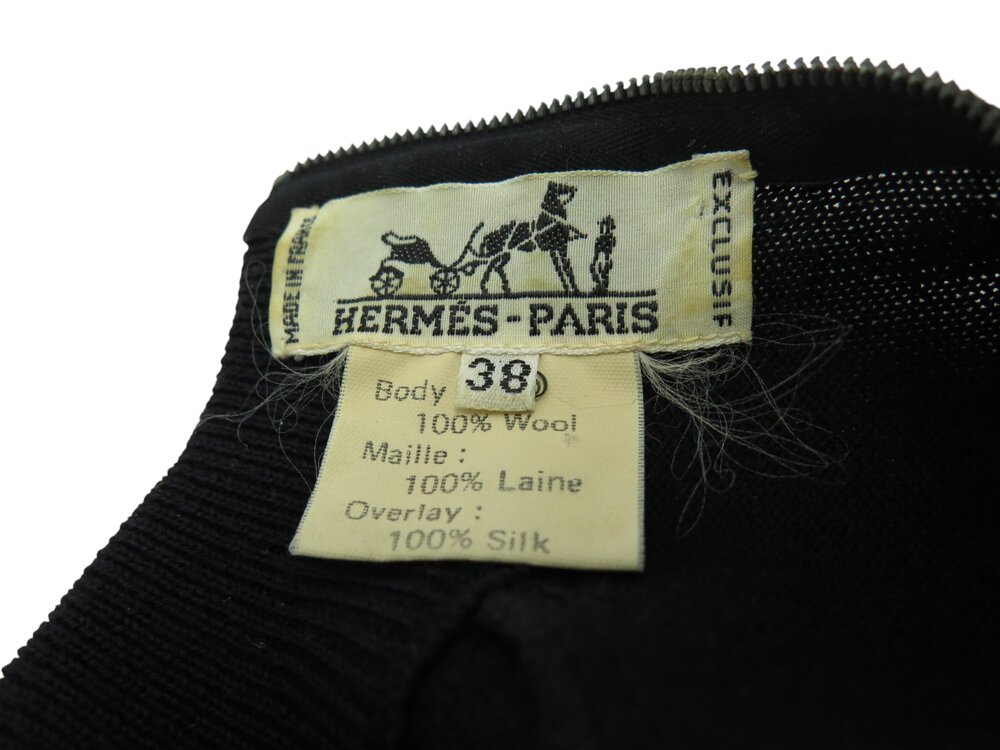 MADE IN FRANCE
HERMÈS-PARIS
EXCLUSIF
38
Body
100% Wool
Maille :
100% Laine
Overlay :
100% Silk